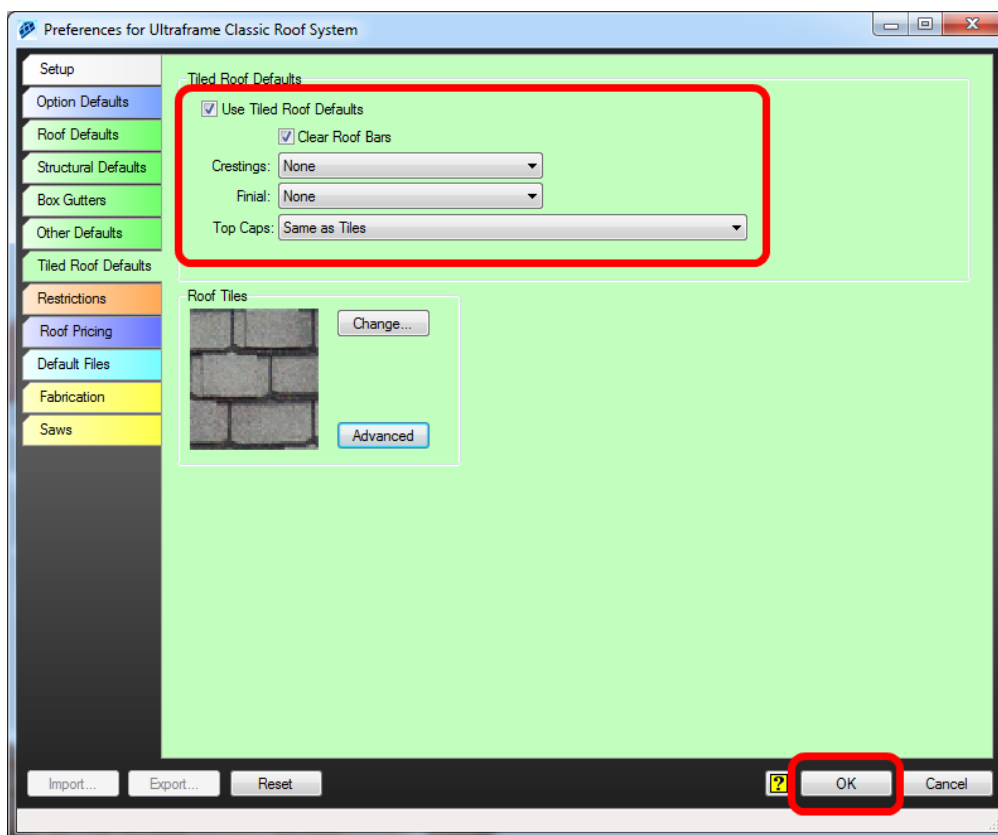 Preferences for Ultraframe Classic Roof System
Setup
Option Defaults
Roof Defaults
Structural Defaults
Box Gutters
Other Defaults
Tiled Roof Defaults
Restrictions
Roof Pricing
Default Files
Fabrication
Saws
Tiled Roof Defaults
Use Tiled Roof Defaults
Clear Roof Bars
Crestings: None
Finial: None
Top Caps: Same as Tiles
Roof Tiles
Change...
Advanced
Import... Export... Reset ? OK Cancel